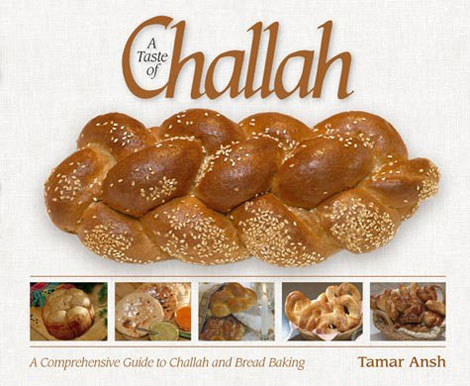 A
Taste
of
Challah
A Comprehensive Guide to Challah and Bread Baking
Tamar Ansh